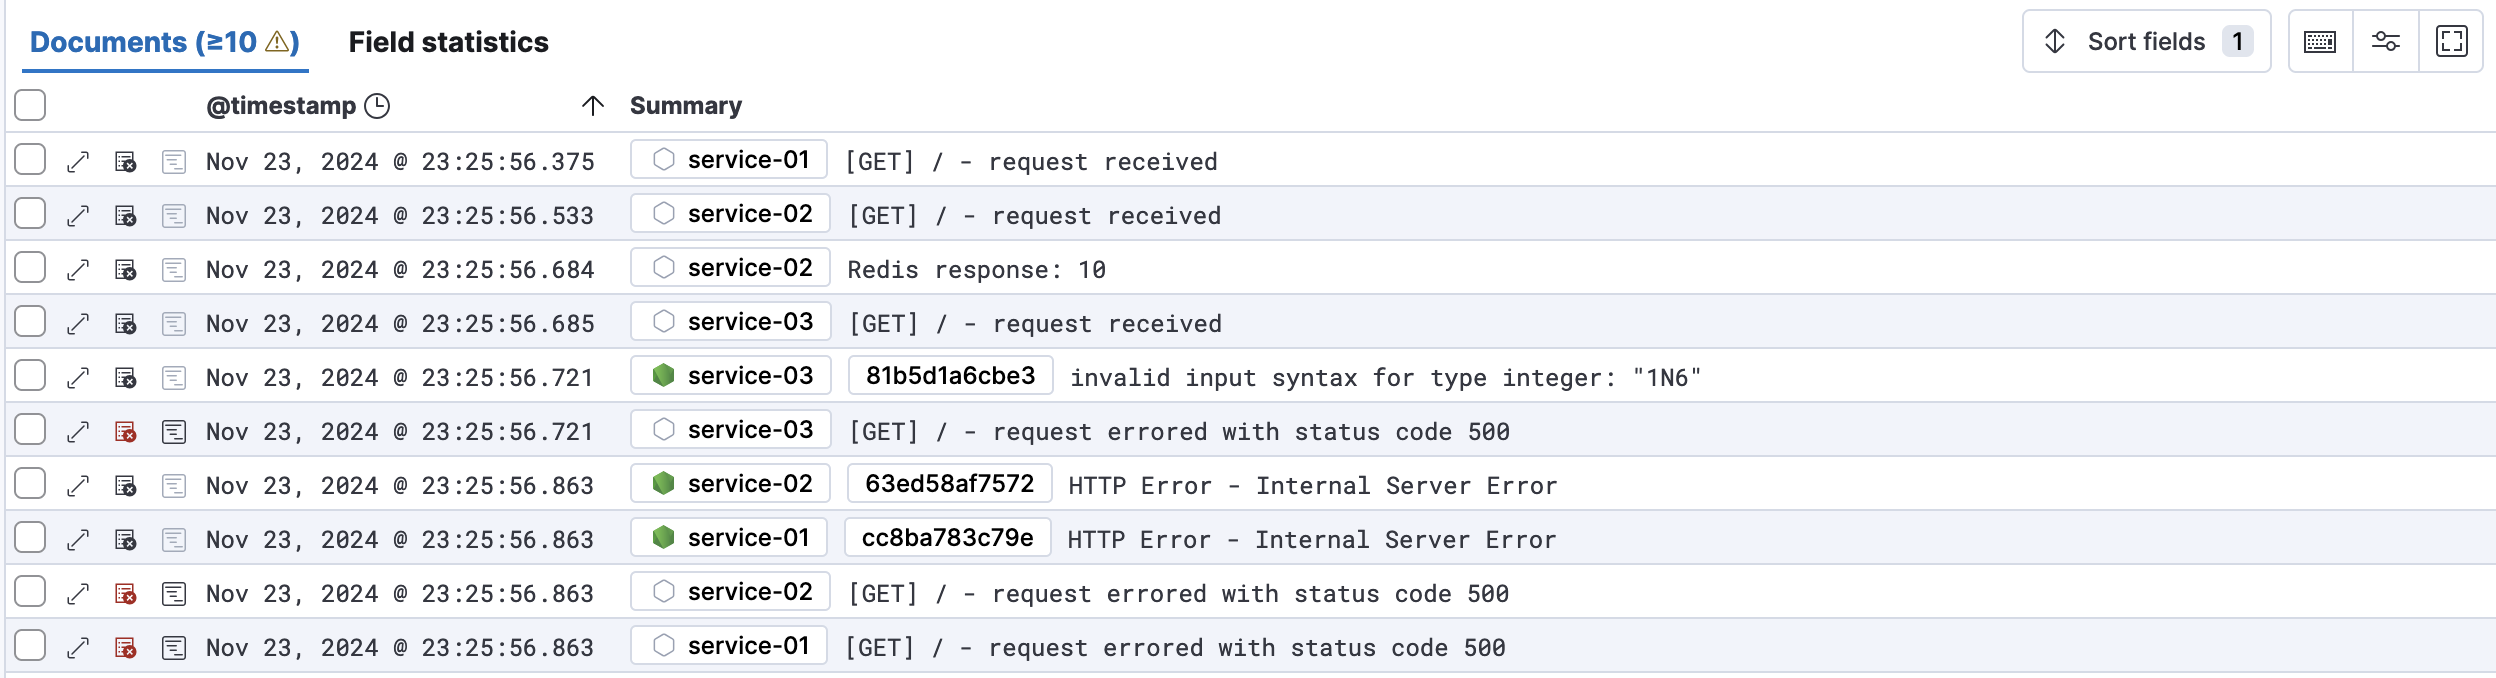 Documents (≥10 ⚠) Field statistics Sort fields 1
@timestamp Summary
Nov 23, 2024 @ 23:25:56.375 service-01 [GET] / - request received
Nov 23, 2024 @ 23:25:56.533 service-02 [GET] / - request received
Nov 23, 2024 @ 23:25:56.684 service-02 Redis response: 10
Nov 23, 2024 @ 23:25:56.685 service-03 [GET] / - request received
Nov 23, 2024 @ 23:25:56.721 service-03 81b5d1a6cbe3 invalid input syntax for type integer: "1N6"
Nov 23, 2024 @ 23:25:56.721 service-03 [GET] / - request errored with status code 500
Nov 23, 2024 @ 23:25:56.863 service-02 63ed58af7572 HTTP Error - Internal Server Error
Nov 23, 2024 @ 23:25:56.863 service-01 cc8ba783c79e HTTP Error - Internal Server Error
Nov 23, 2024 @ 23:25:56.863 service-02 [GET] / - request errored with status code 500
Nov 23, 2024 @ 23:25:56.863 service-01 [GET] / - request errored with status code 500